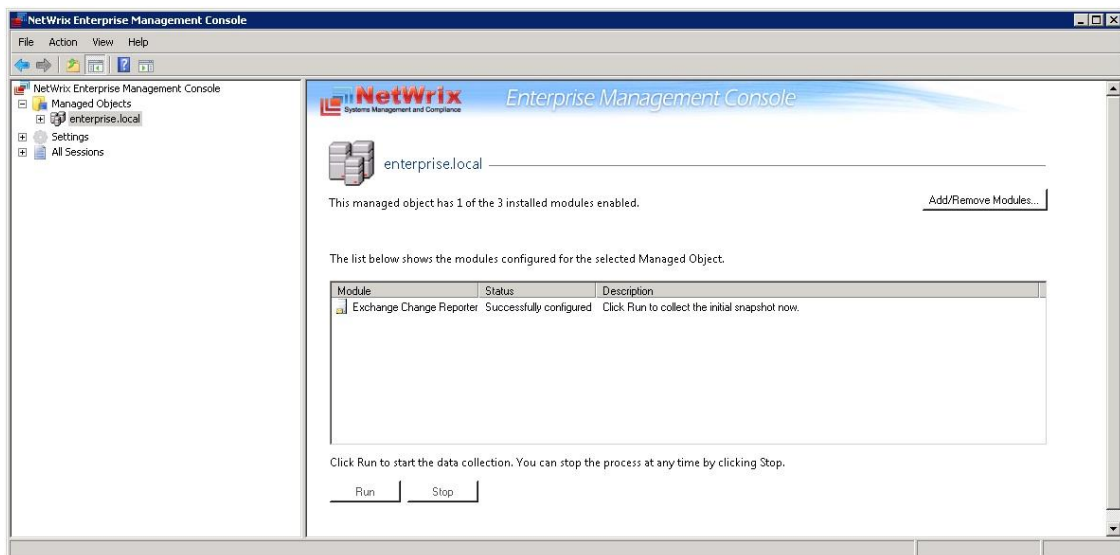 NetWrix Enterprise Management Console
File Action View Help
NetWrix Enterprise Management Console
Managed Objects
enterprise.local
Settings
All Sessions
NetWrix
Systems Management and Compliance
Enterprise Management Console
enterprise.local
This managed object has 1 of the 3 installed modules enabled.
Add/Remove Modules...
The list below shows the modules configured for the selected Managed Object.
Module Status Description
Exchange Change Reporter Successfully configured Click Run to collect the initial snapshot now.
Click Run to start the data collection. You can stop the process at any time by clicking Stop.
Run Stop